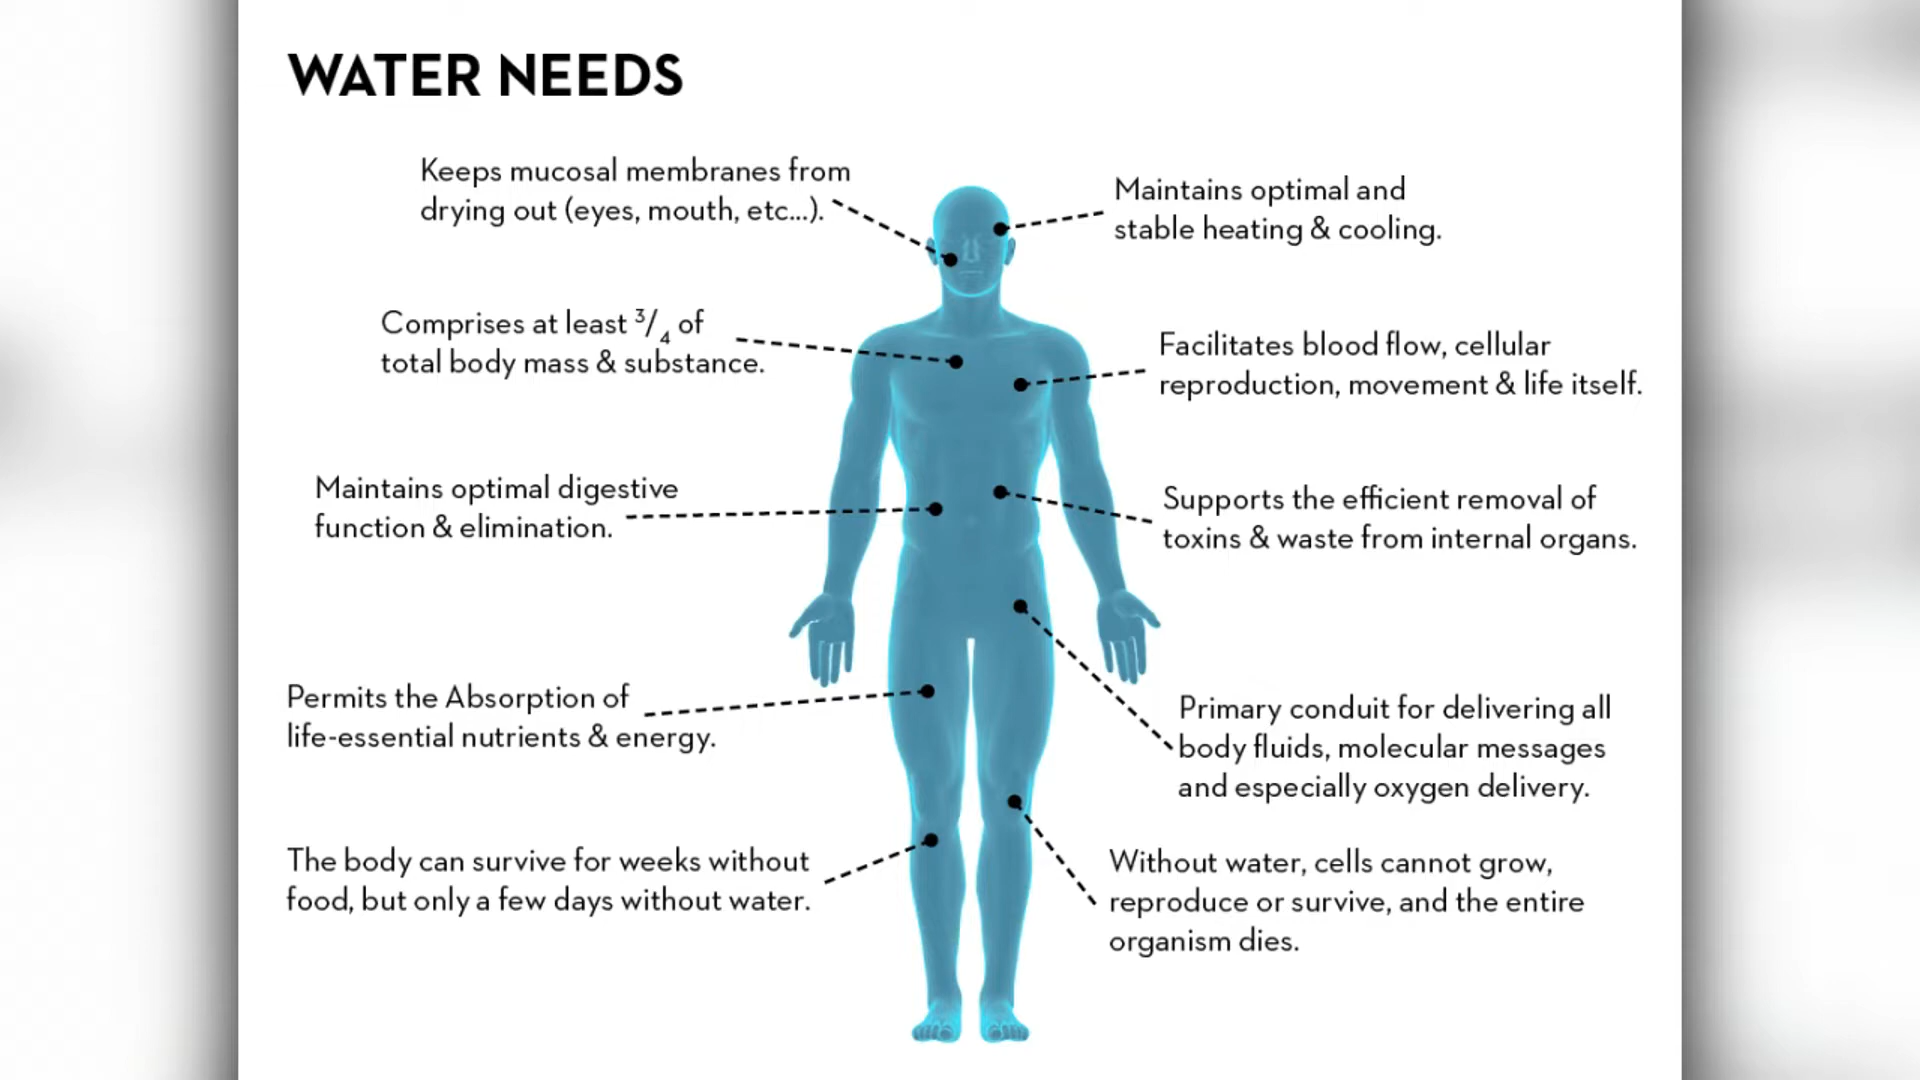 WATER NEEDS
Keeps mucosal membranes from
drying out (eyes, mouth, etc...).
Maintains optimal and
stable heating & cooling.
Comprises at least 3/4 of
total body mass & substance.
Facilitates blood flow, cellular
reproduction, movement & life itself.
Maintains optimal digestive
function & elimination.
Supports the efficient removal of
toxins & waste from internal organs.
Permits the Absorption of
life-essential nutrients & energy.
Primary conduit for delivering all
body fluids, molecular messages
and especially oxygen delivery.
The body can survive for weeks without
food, but only a few days without water.
Without water, cells cannot grow,
reproduce or survive, and the entire
organism dies.